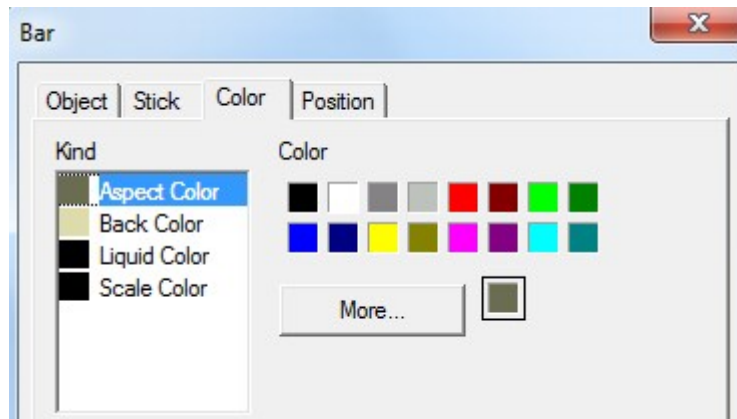 Bar
Object Stick Color Position
Kind Color
Aspect Color
Back Color
Liquid Color
Scale Color
More...